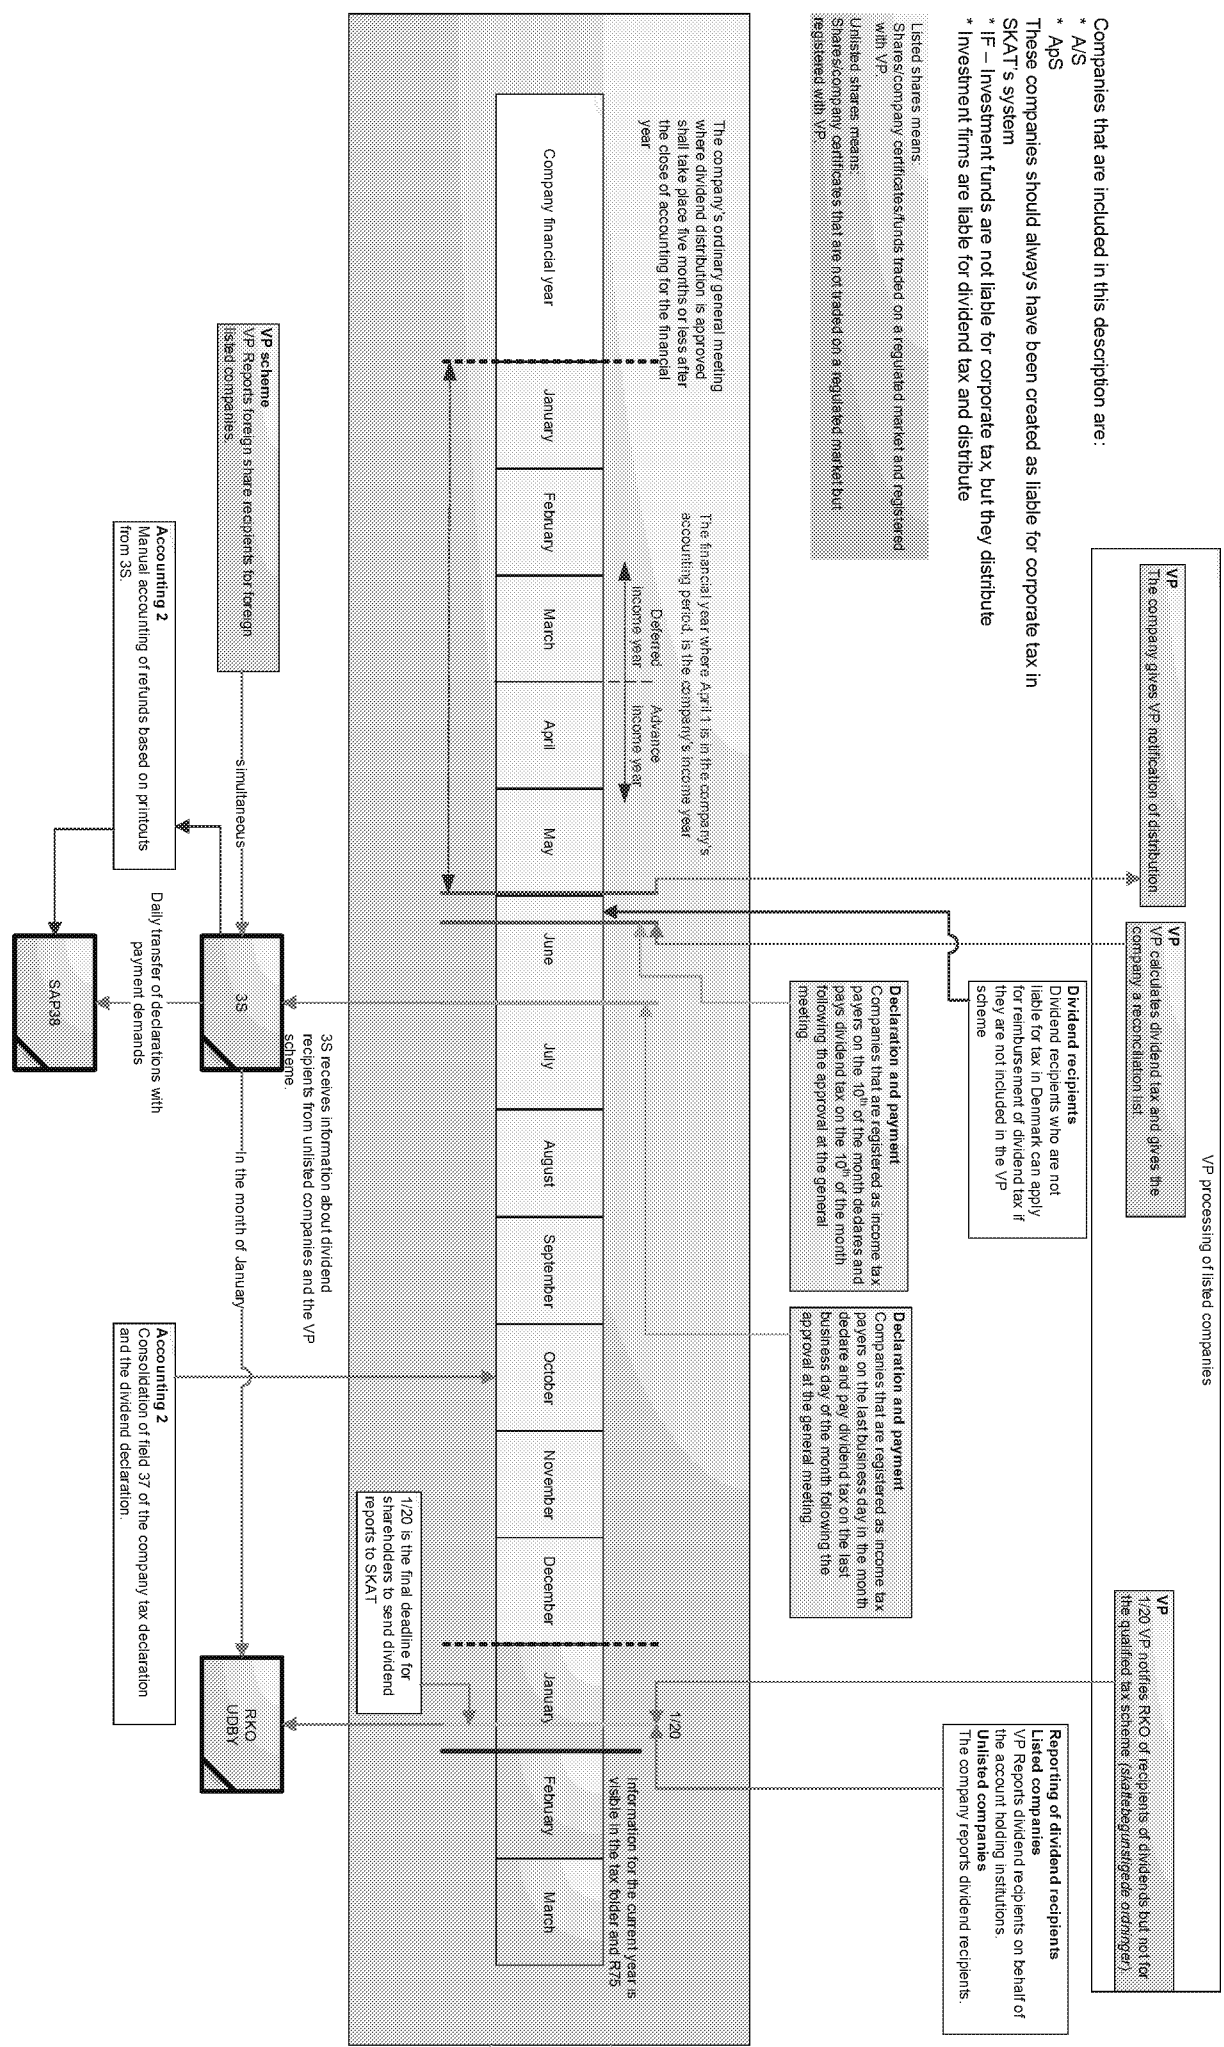 VP processing of listed companies
Companies that are included in this description are:
* A/S
* ApS
These companies should always have been created as liable for corporate tax in
SKAT's system
* IF – Investment funds are not liable for corporate tax, but they distribute
* Investment firms are liable for dividend tax and distribute
Listed shares means:
Shares/company certificates/funds traded on a regulated market and registered
with VP.
Unlisted shares means:
Shares/company certificates that are not traded on a regulated market but
registered with VP.
VP
The company gives VP notification of distribution
VP
VP calculates dividend tax and gives the
company a reconciliation list
VP
1/20 VP notifies RKO of recipients of dividends but not for
the qualified tax scheme (skattebegunstigede ordninger).
Dividend recipients
Dividend recipients who are not
liable for tax in Denmark can apply
for reimbursement of dividend tax if
they are not included in the VP
scheme
Reporting of dividend recipients
Listed companies
VP Reports dividend recipients on behalf of
the account holding institutions.
Unlisted companies
The company reports dividend recipients.
Declaration and payment
Companies that are registered as income tax
payers on the 10th of the month declares and
pays dividend tax on the 10th of the month
following the approval at the general
meeting.
Declaration and payment
Companies that are registered as income tax
payers on the last business day in the month
declare and pay dividend tax on the last
business day of the month following the
approval at the general meeting.
The company's ordinary general meeting
where dividend distribution is approved
shall take place five months or less after
the close of accounting for the financial
year
The financial year where April 1 is in the company's
accounting period, is the company's income year
Deferred
income year
Advance
income year
1/20
Information for the current year is
visible in the tax folder and R75
Company financial year
January
February
March
April
May
June
July
August
September
October
November
December
January
February
March
1/20 is the final deadline for
shareholders to send dividend
reports to SKAT
3S receives information about dividend
recipients from unlisted companies and the VP
scheme.
VP scheme
VP Reports foreign share recipients for foreign
listed companies.
simultaneous
3S
In the month of January
RKO
UDBY
Accounting 2
Manual accounting of refunds based on printouts
from 3S.
Daily transfer of declarations with
payment demands
Accounting 2
Consolidation of field 37 of the company tax declaration
and the dividend declaration.
SAP38